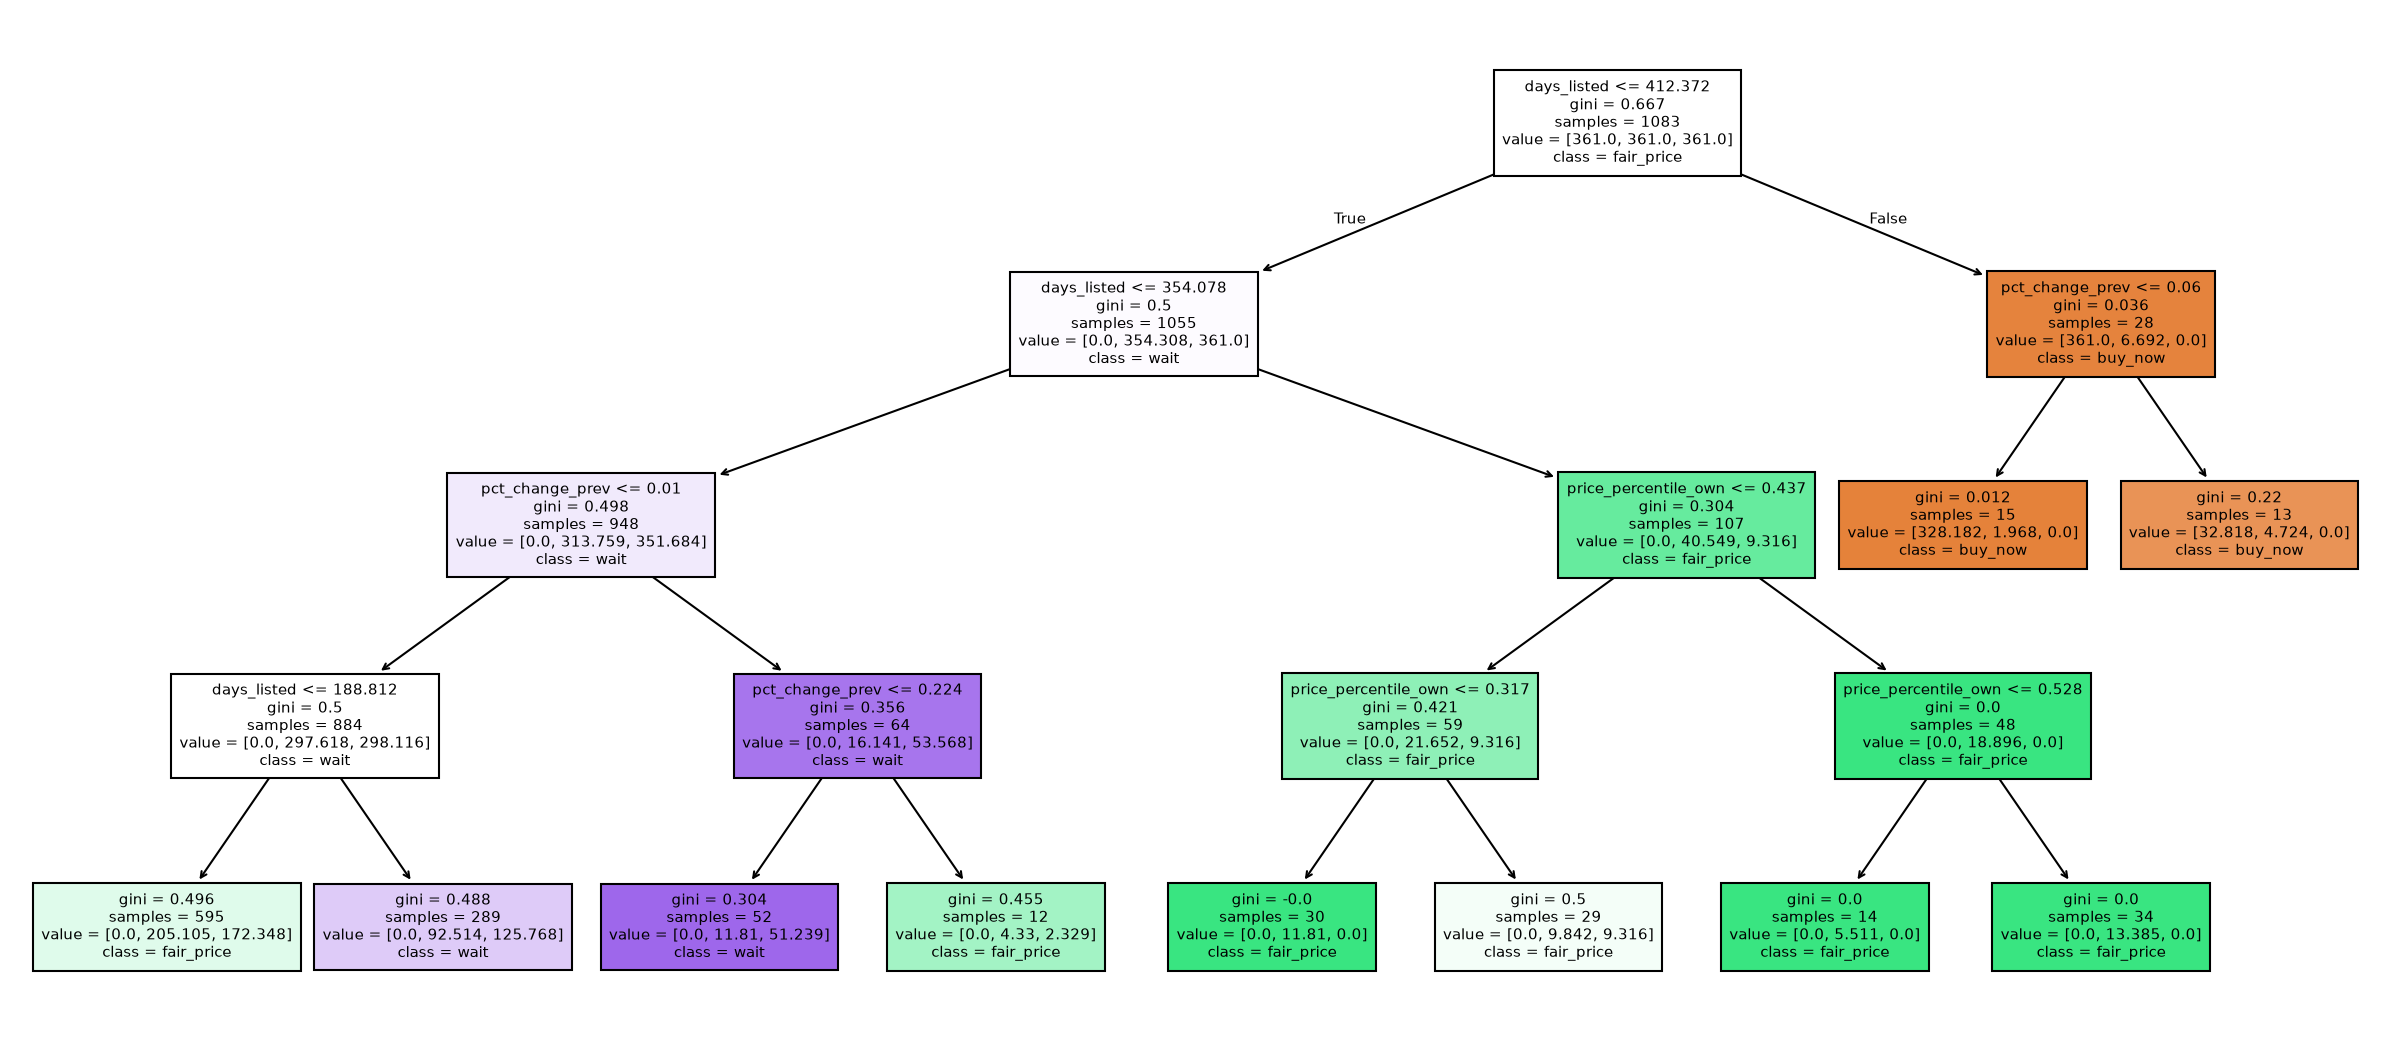 days_listed <= 412.372
gini = 0.667
samples = 1083
value = [361.0, 361.0, 361.0]
class = fair_price
True
False
days_listed <= 354.078
gini = 0.5
samples = 1055
value = [0.0, 354.308, 361.0]
class = wait
pct_change_prev <= 0.06
gini = 0.036
samples = 28
value = [361.0, 6.692, 0.0]
class = buy_now
pct_change_prev <= 0.01
gini = 0.498
samples = 948
value = [0.0, 313.759, 351.684]
class = wait
price_percentile_own <= 0.437
gini = 0.304
samples = 107
value = [0.0, 40.549, 9.316]
class = fair_price
gini = 0.012
samples = 15
value = [328.182, 1.968, 0.0]
class = buy_now
gini = 0.22
samples = 13
value = [32.818, 4.724, 0.0]
class = buy_now
days_listed <= 188.812
gini = 0.5
samples = 884
value = [0.0, 297.618, 298.116]
class = wait
pct_change_prev <= 0.224
gini = 0.356
samples = 64
value = [0.0, 16.141, 53.568]
class = wait
price_percentile_own <= 0.317
gini = 0.421
samples = 59
value = [0.0, 21.652, 9.316]
class = fair_price
price_percentile_own <= 0.528
gini = 0.0
samples = 48
value = [0.0, 18.896, 0.0]
class = fair_price
gini = 0.496
samples = 595
value = [0.0, 205.105, 172.348]
class = fair_price
gini = 0.488
samples = 289
value = [0.0, 92.514, 125.768]
class = wait
gini = 0.304
samples = 52
value = [0.0, 11.81, 51.239]
class = wait
gini = 0.455
samples = 12
value = [0.0, 4.33, 2.329]
class = fair_price
gini = -0.0
samples = 30
value = [0.0, 11.81, 0.0]
class = fair_price
gini = 0.5
samples = 29
value = [0.0, 9.842, 9.316]
class = fair_price
gini = 0.0
samples = 14
value = [0.0, 5.511, 0.0]
class = fair_price
gini = 0.0
samples = 34
value = [0.0, 13.385, 0.0]
class = fair_price